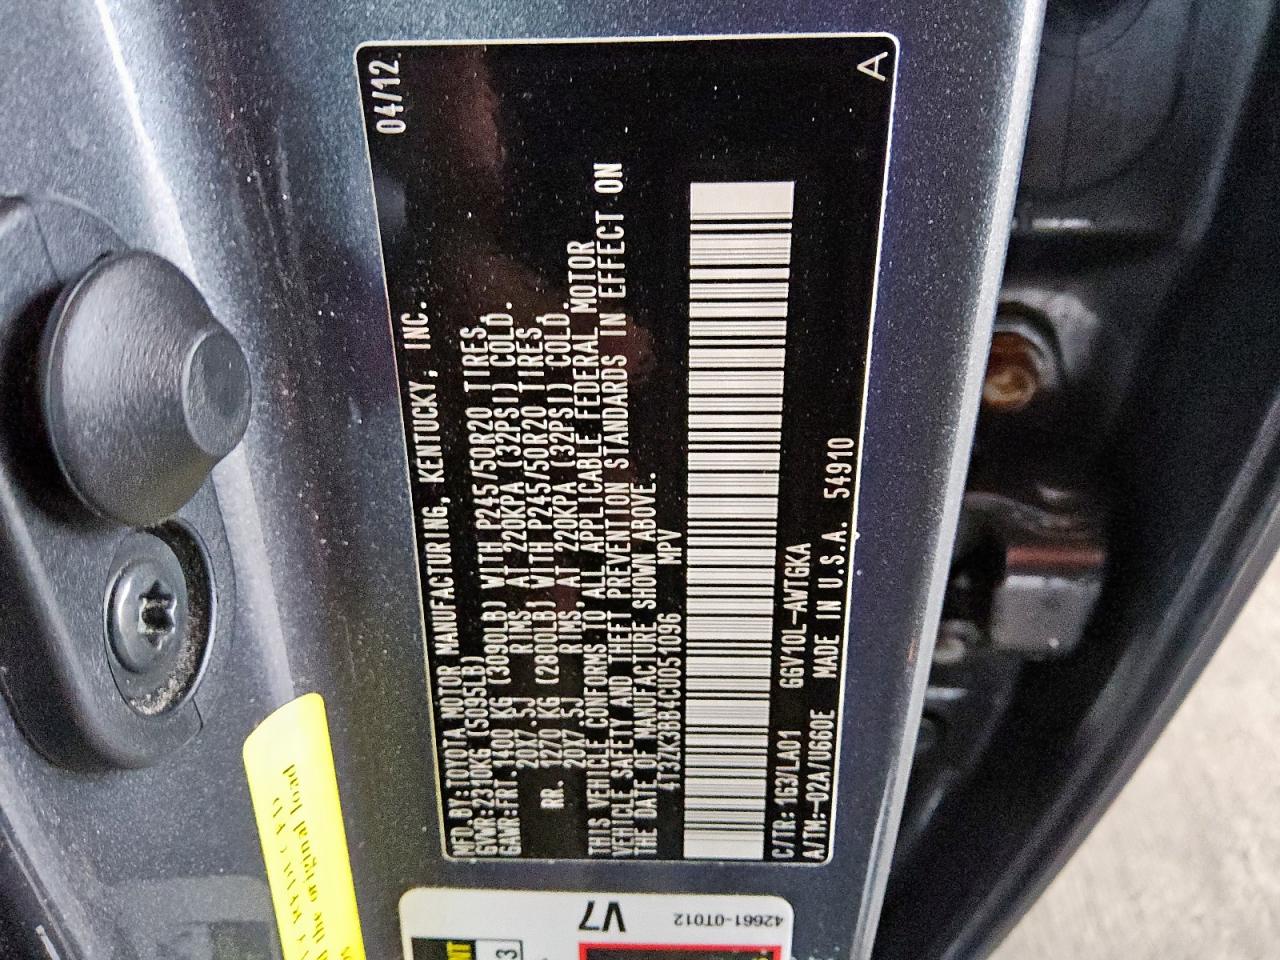 04/12
A
MFD.BY:TOYOTA MOTOR MANUFACTURING, KENTUCKY, INC.
GVWR:2310KG (5095LB)
GAWR:FRT.1400 KG (3090LB) WITH P245/50R20 TIRES,
20X7.5J RIMS, AT 220KPA (32PSI) COLD.
RR. 1270 KG (2800LB) WITH P245/50R20 TIRES,
20X7.5J RIMS, AT 220KPA (32PSI) COLD.
THIS VEHICLE CONFORMS TO ALL APPLICABLE FEDERAL MOTOR
VEHICLE SAFETY AND THEFT PREVENTION STANDARDS IN EFFECT ON
THE DATE OF MANUFACTURE SHOWN ABOVE.
4T3ZK3BB4CU051096 MPV
C/TR:1G3/LA01 GGV10L-AWTGKA
A/TM:-02A/U660E MADE IN U.S.A. 54910
V7
42661-0T012
original load